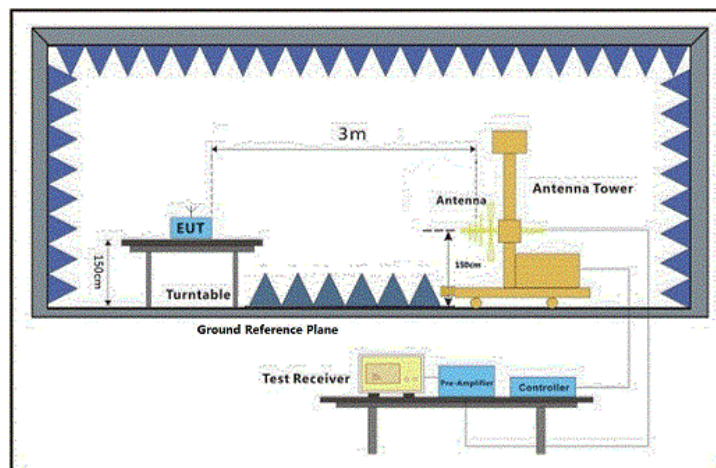 3m
Antenna Tower
Antenna
EUT
150cm
150cm
Turntable
Ground Reference Plane
Test Receiver
Pre-Amplifier
Controller